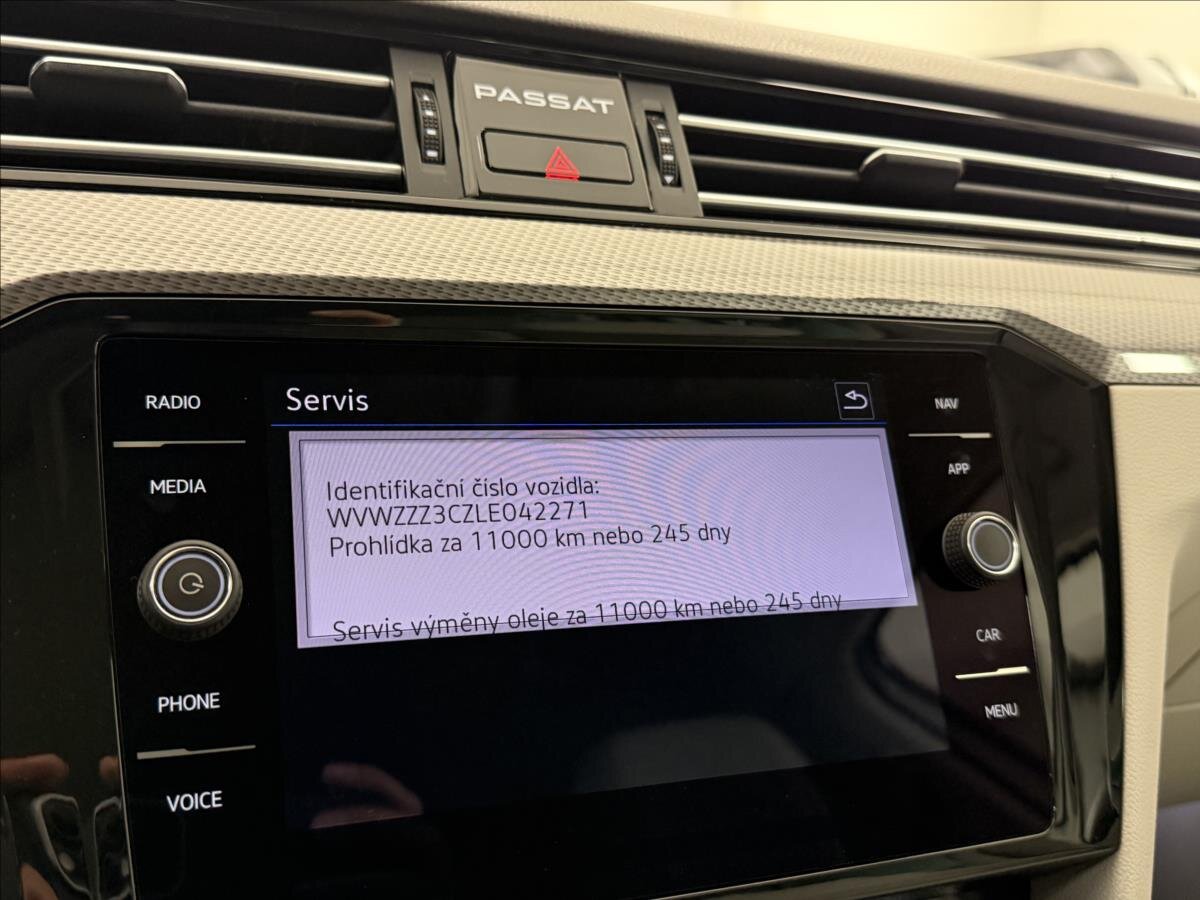 PASSAT
RADIO
Servis
NAV
MEDIA
APP
Identifikační číslo vozidla:
WVWZZZ3CZLE042271
Prohlídka za 11000 km nebo 245 dny
Servis výměny oleje za 11000 km nebo 245 dny
CAR
PHONE
MENU
VOICE